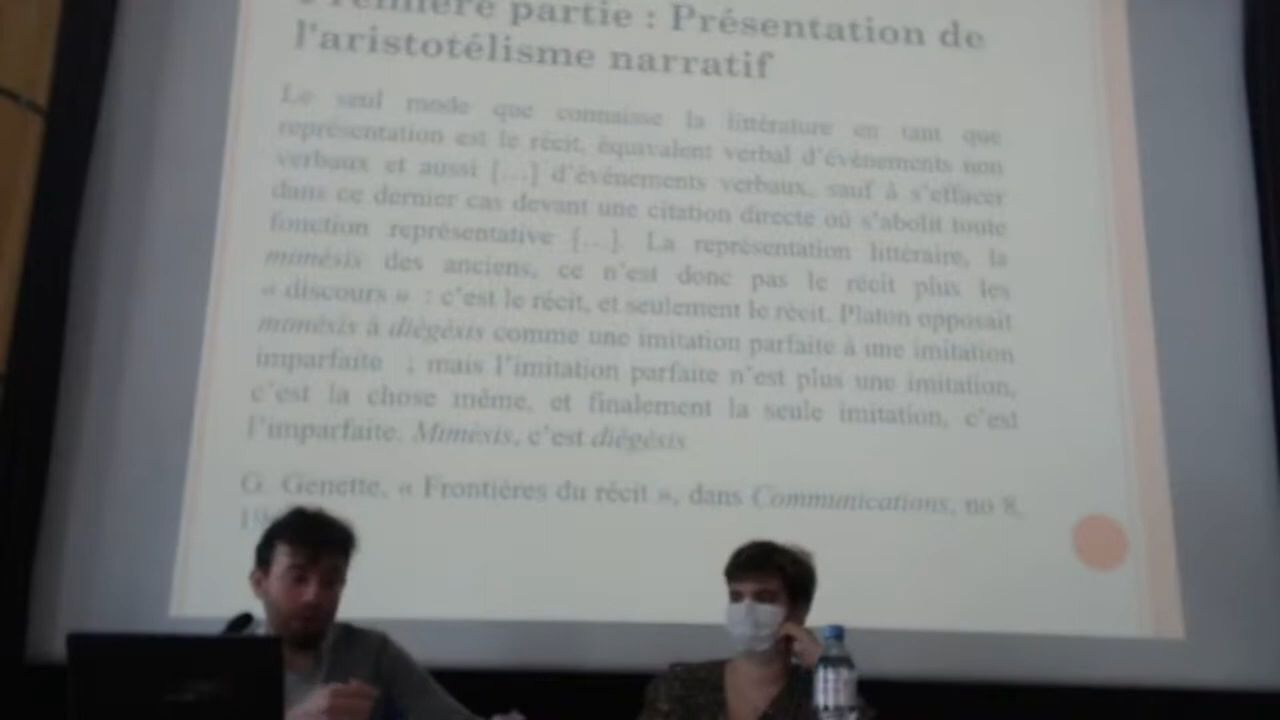 Première partie : Présentation de
l'aristotélisme narratif
Le seul mode que connaisse la littérature en tant que
représentation est le récit, équivalent verbal d'événements non
verbaux et aussi […] d'événements verbaux, sauf à s'effacer
dans ce dernier cas devant une citation directe où s'abolit toute
fonction représentative […]. La représentation littéraire, la
mimésis des anciens, ce n'est donc pas le récit plus les
« discours » : c'est le récit, et seulement le récit. Platon opposait
mimésis à diégésis comme une imitation parfaite à une imitation
imparfaite ; mais l'imitation parfaite n'est plus une imitation,
c'est la chose même, et finalement la seule imitation, c'est
l'imparfaite. Mimésis, c'est diégésis
G. Genette, « Frontières du récit », dans Communications, no 8,